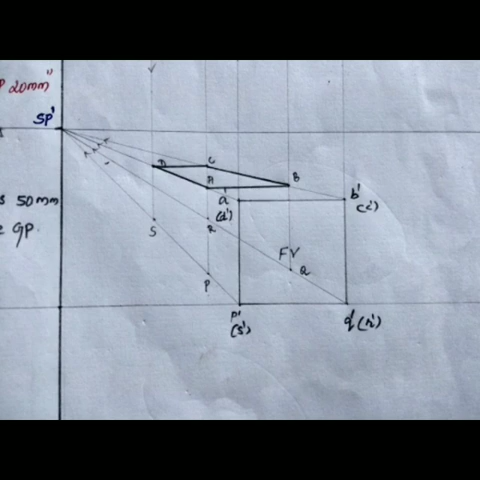 P 20mm"
SP'
D
C
A
B
a'
(d')
b'
(c')
s 50mm
S
R
e GP.
FV
Q
P
P'
(s')
q'(r')